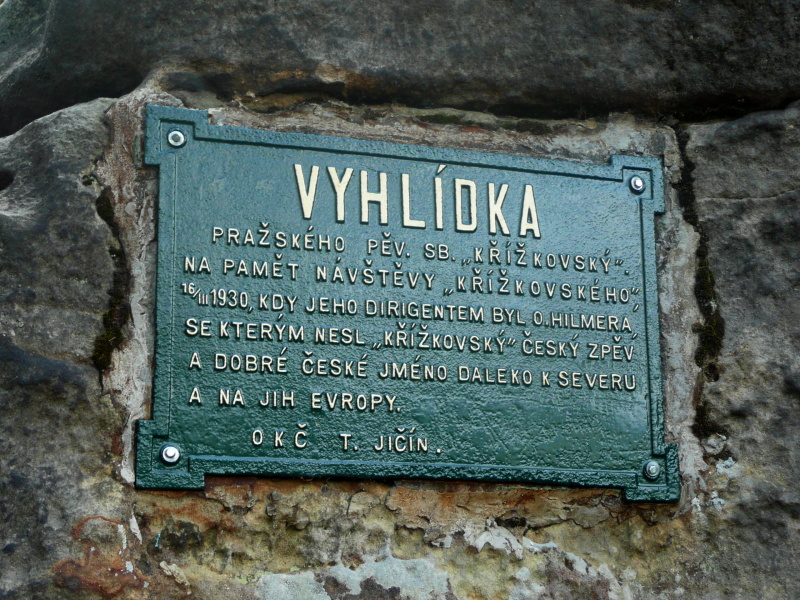 VYHLÍDKA
PRAŽSKÉHO PĚV. SB. „KŘÍŽKOVSKÝ".
NA PAMĚT NÁVŠTĚVY „KŘÍŽKOVSKÉHO"
16/III 1930, KDY JEHO DIRIGENTEM BYL O. HILMERA,
SE KTERÝM NESL „KŘÍŽKOVSKÝ" ČESKÝ ZPĚV
A DOBRÉ ČESKÉ JMÉNO DALEKO K SEVERU
A NA JIH EVROPY.
OKČ T. JIČÍN.